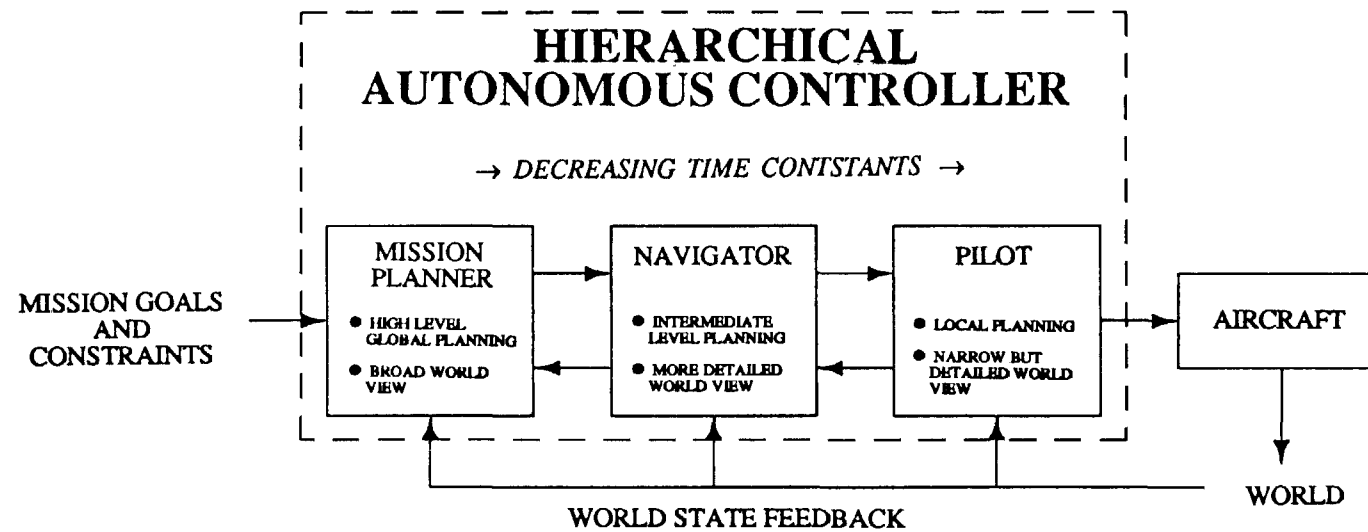 HIERARCHICAL
AUTONOMOUS CONTROLLER
→ DECREASING TIME CONTSTANTS →
MISSION GOALS
AND
CONSTRAINTS
MISSION
PLANNER
● HIGH LEVEL
GLOBAL PLANNING
● BROAD WORLD
VIEW
NAVIGATOR
● INTERMEDIATE
LEVEL PLANNING
● MORE DETAILED
WORLD VIEW
PILOT
● LOCAL PLANNING
● NARROW BUT
DETAILED WORLD
VIEW
AIRCRAFT
WORLD
WORLD STATE FEEDBACK